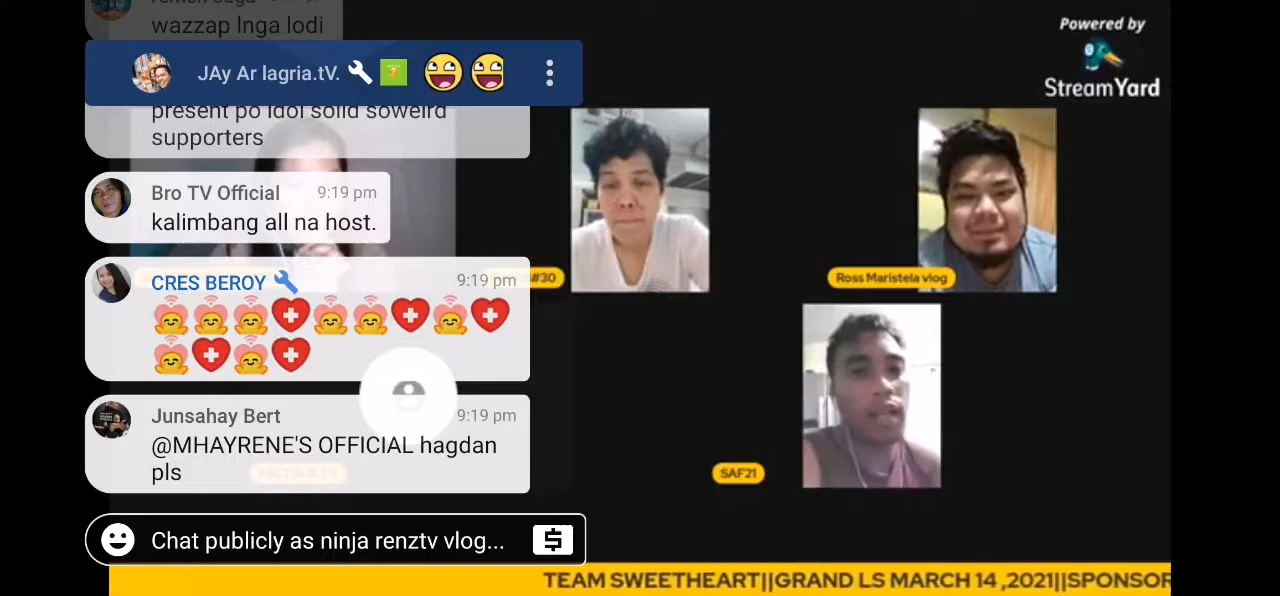 wazzap lnga lodi
JAy Ar lagria.tV.
present po idol solid soweird
supporters
Bro TV Official 9:19 pm
kalimbang all na host.
CRES BEROY 9:19 pm
Junsahay Bert 9:19 pm
@MHAYRENE'S OFFICIAL hagdan
pls
Chat publicly as ninja renztv vlog...
Powered by
StreamYard
#30
Ross Maristela vlog
SAF21
TEAM SWEETHEART||GRAND LS MARCH 14 ,2021||SPONSOR